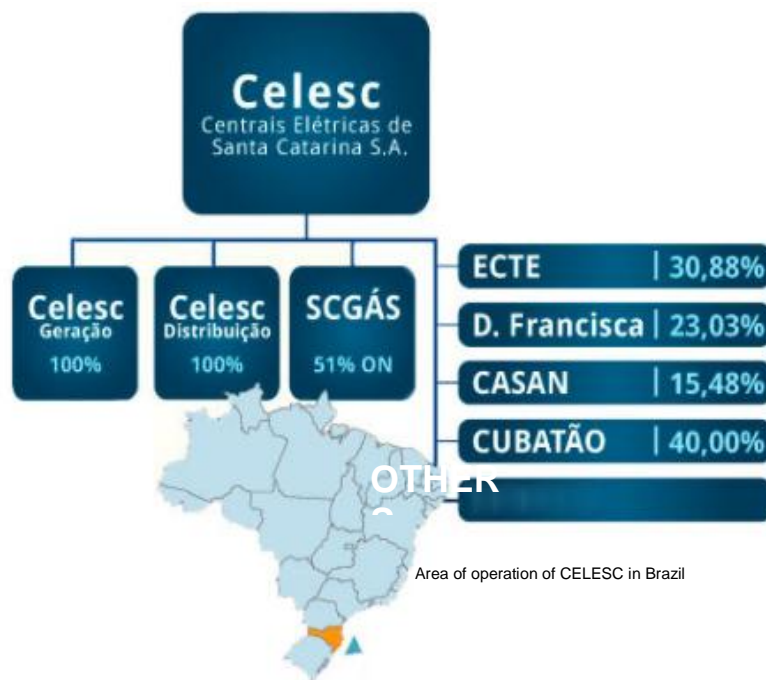 Celesc
Centrais Elétricas de
Santa Catarina S.A.
Celesc
Geração
100%
Celesc
Distribuição
100%
SCGÁS
51% ON
ECTE | 30,88%
D. Francisca | 23,03%
CASAN | 15,48%
CUBATÃO | 40,00%
OTHER
Area of operation of CELESC in Brazil